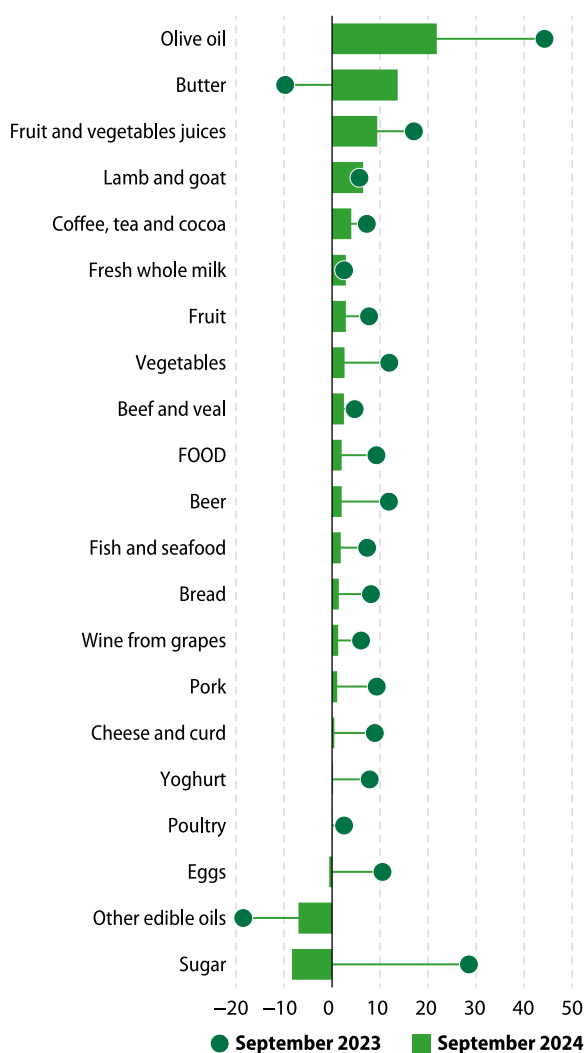 Olive oil
Butter
Fruit and vegetables juices
Lamb and goat
Coffee, tea and cocoa
Fresh whole milk
Fruit
Vegetables
Beef and veal
FOOD
Beer
Fish and seafood
Bread
Wine from grapes
Pork
Cheese and curd
Yoghurt
Poultry
Eggs
Other edible oils
Sugar
−20 −10 0 10 20 30 40 50
September 2023 September 2024